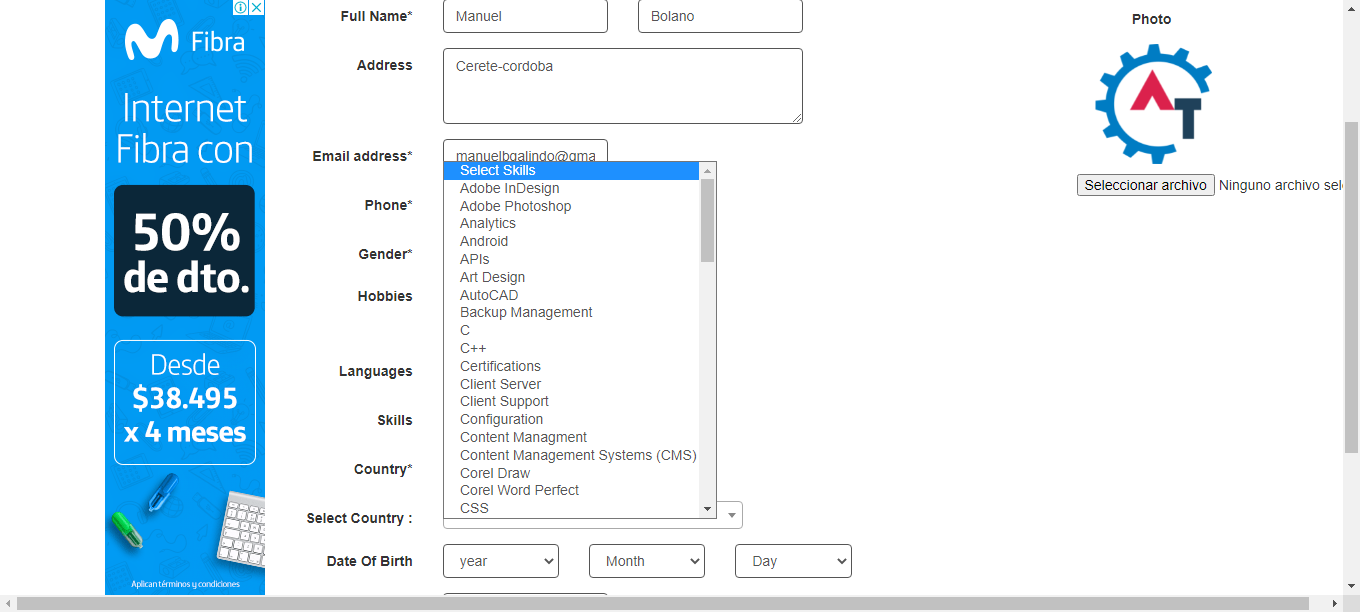 Fibra
Internet
Fibra con
50%
de dto.
Desde
$38.495
x 4 meses
Aplican términos y condiciones
Full Name*
Manuel
Bolano
Address
Cerete-cordoba
Email address*
manuelbgalindo@gma
Phone*
Gender*
Hobbies
Languages
Skills
Country*
Select Country :
Select Skills
Adobe InDesign
Adobe Photoshop
Analytics
Android
APIs
Art Design
AutoCAD
Backup Management
C
C++
Certifications
Client Server
Client Support
Configuration
Content Managment
Content Management Systems (CMS)
Corel Draw
Corel Word Perfect
CSS
Date Of Birth
year
Month
Day
Photo
AT
Seleccionar archivo
Ninguno archivo sel